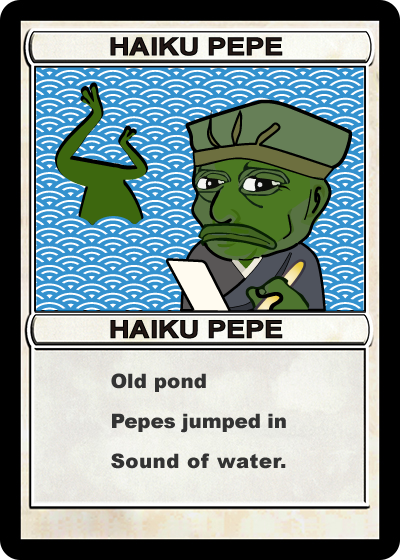 HAIKU PEPE
HAIKU PEPE
Old pond
Pepes jumped in
Sound of water.